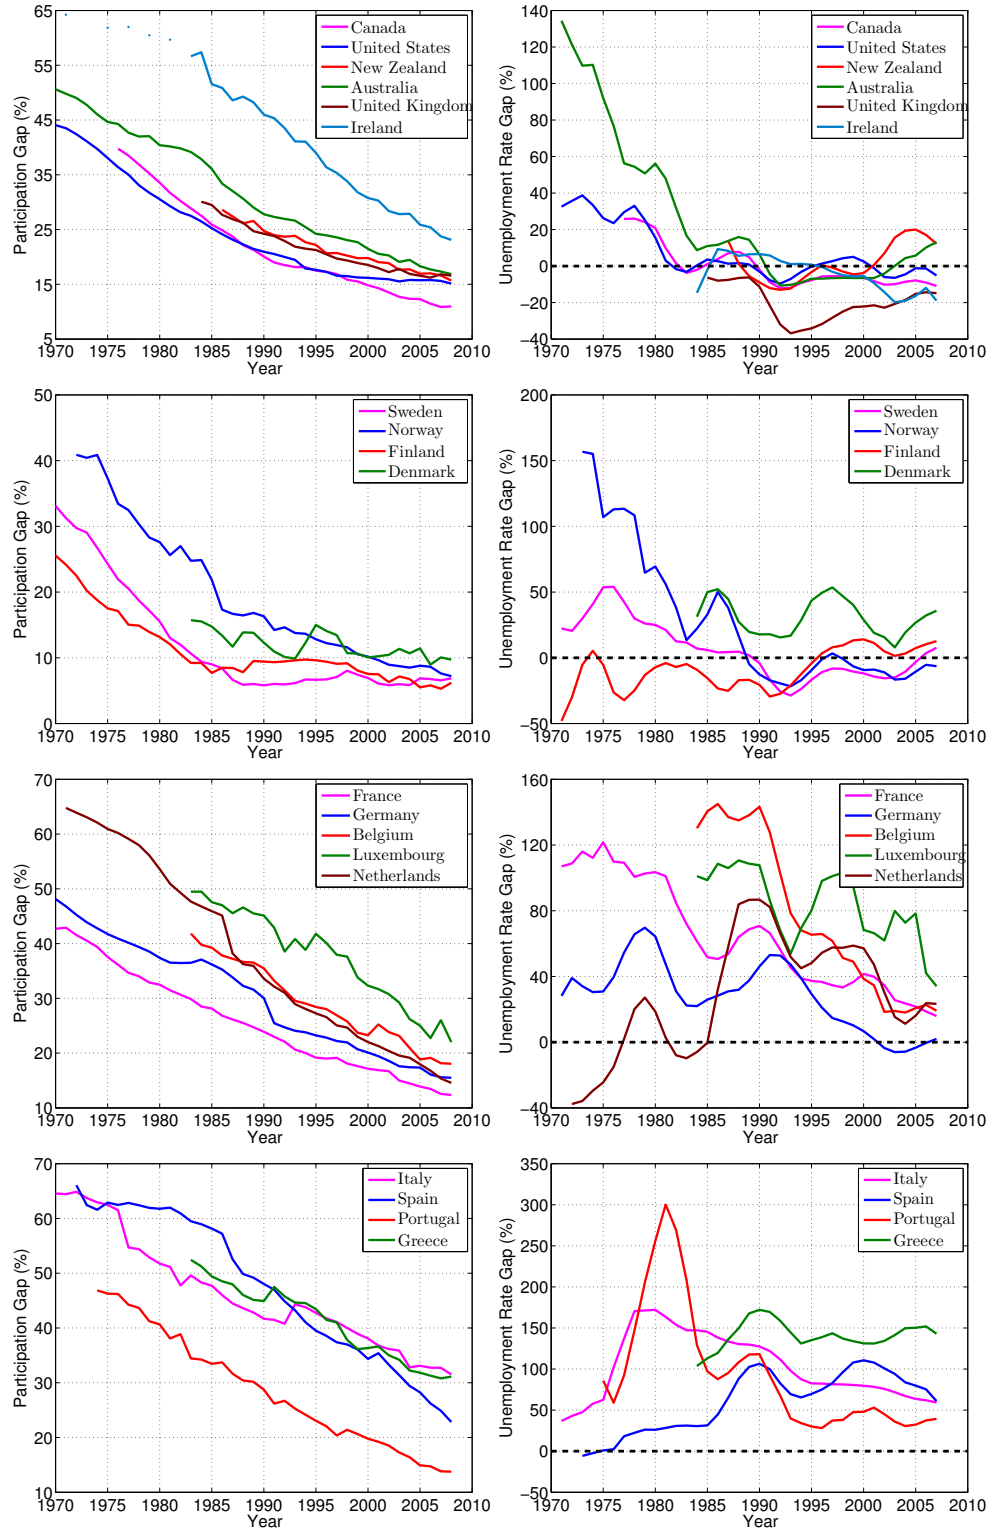 65
55
45
35
25
15
5
Participation Gap (%)
Canada
United States
New Zealand
Australia
United Kingdom
Ireland
1970 1975 1980 1985 1990 1995 2000 2005 2010
Year
140
120
100
80
60
40
20
0
−20
−40
Unemployment Rate Gap (%)
Canada
United States
New Zealand
Australia
United Kingdom
Ireland
1970 1975 1980 1985 1990 1995 2000 2005 2010
Year
50
40
30
20
10
0
Participation Gap (%)
Sweden
Norway
Finland
Denmark
1970 1975 1980 1985 1990 1995 2000 2005 2010
Year
200
150
100
50
0
−50
Unemployment Rate Gap (%)
Sweden
Norway
Finland
Denmark
1970 1975 1980 1985 1990 1995 2000 2005 2010
Year
70
60
50
40
30
20
10
Participation Gap (%)
France
Germany
Belgium
Luxembourg
Netherlands
1970 1975 1980 1985 1990 1995 2000 2005 2010
Year
160
120
80
40
0
−40
Unemployment Rate Gap (%)
France
Germany
Belgium
Luxembourg
Netherlands
1970 1975 1980 1985 1990 1995 2000 2005 2010
Year
70
60
50
40
30
20
10
Participation Gap (%)
Italy
Spain
Portugal
Greece
1970 1975 1980 1985 1990 1995 2000 2005 2010
Year
350
300
250
200
150
100
50
0
−50
Unemployment Rate Gap (%)
Italy
Spain
Portugal
Greece
1970 1975 1980 1985 1990 1995 2000 2005 2010
Year